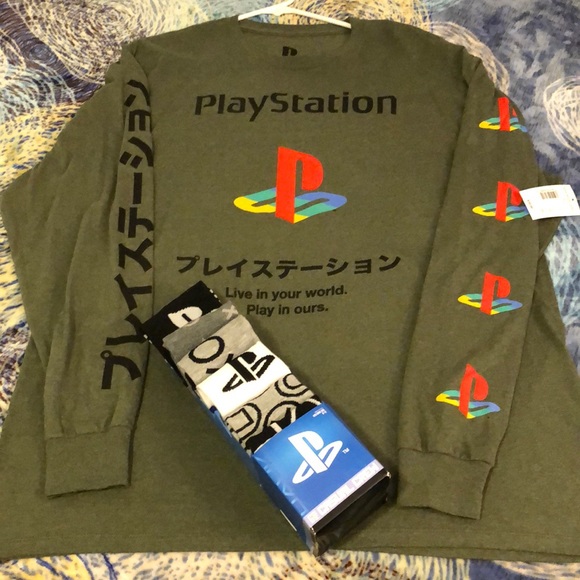 PlayStation
プレイステーション
Live in your world.
Play in ours.
プレイステーション